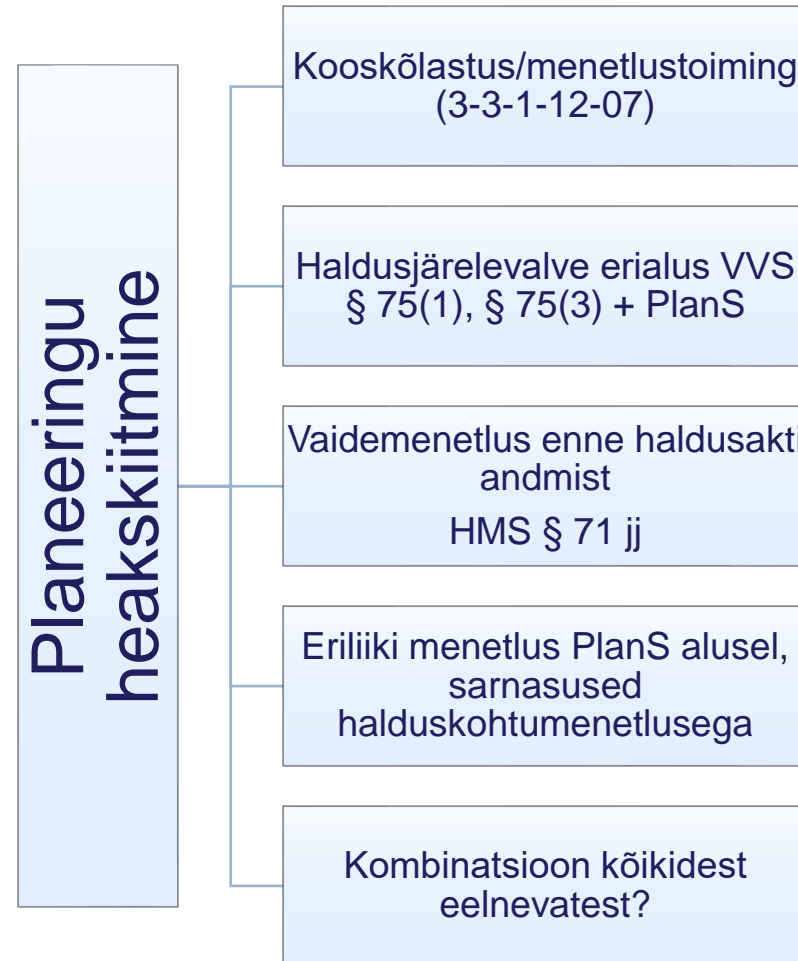 Planeeringu
heakskiitmine
Kooskõlastus/menetlustoiming
(3-3-1-12-07)
Haldusjärelevalve erialus VVS
§ 75(1), § 75(3) + PlanS
Vaidemenetlus enne haldusakti
andmist
HMS § 71 jj
Eriliiki menetlus PlanS alusel,
sarnasused
halduskohtumenetlusega
Kombinatsioon kõikidest
eelnevatest?